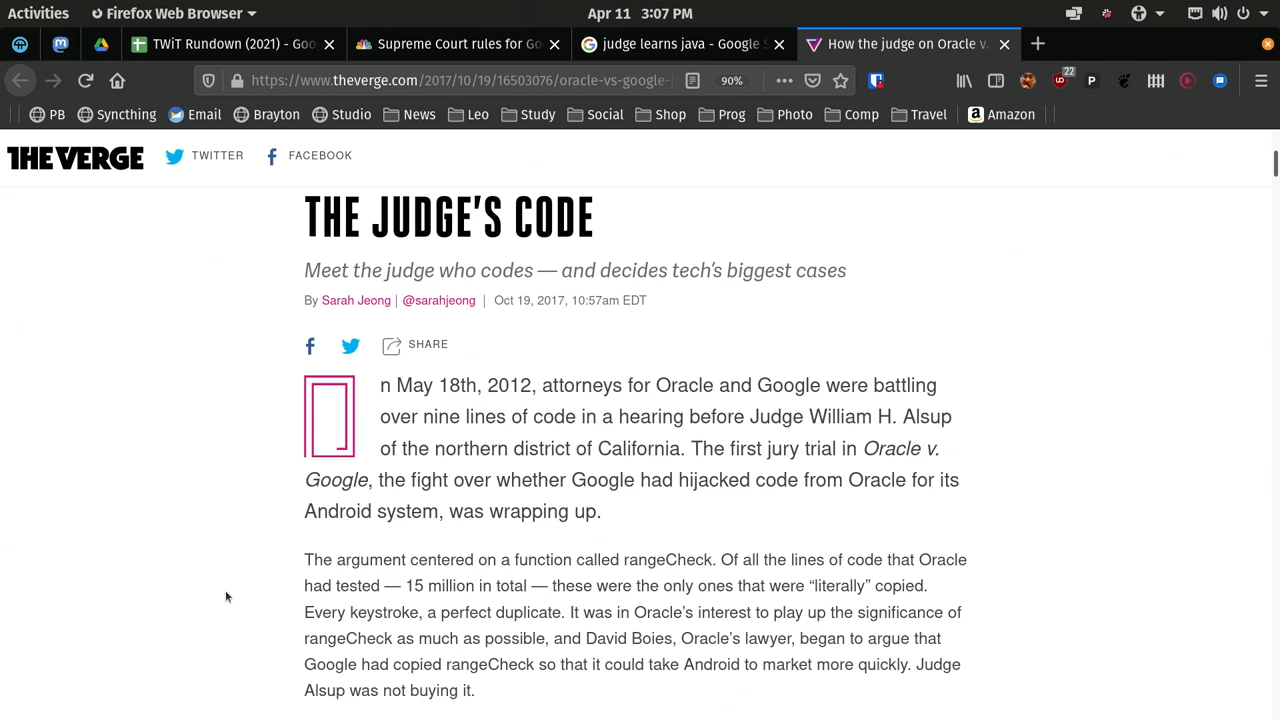 Activities
Firefox Web Browser
Apr 11 3:07 PM
TWiT Rundown (2021) - Goo
Supreme Court rules for Go
judge learns java - Google S
How the judge on Oracle v.
https://www.theverge.com/2017/10/19/16503076/oracle-vs-google-j
90%
22
P
PB
Syncthing
Email
Brayton
Studio
News
Leo
Study
Social
Shop
Prog
Photo
Comp
Travel
Amazon
THE VERGE
TWITTER
FACEBOOK
THE JUDGE'S CODE
Meet the judge who codes — and decides tech's biggest cases
By Sarah Jeong | @sarahjeong | Oct 19, 2017, 10:57am EDT
SHARE
n May 18th, 2012, attorneys for Oracle and Google were battling
over nine lines of code in a hearing before Judge William H. Alsup
of the northern district of California. The first jury trial in Oracle v.
Google, the fight over whether Google had hijacked code from Oracle for its
Android system, was wrapping up.
The argument centered on a function called rangeCheck. Of all the lines of code that Oracle
had tested — 15 million in total — these were the only ones that were “literally” copied.
Every keystroke, a perfect duplicate. It was in Oracle's interest to play up the significance of
rangeCheck as much as possible, and David Boies, Oracle's lawyer, began to argue that
Google had copied rangeCheck so that it could take Android to market more quickly. Judge
Alsup was not buying it.